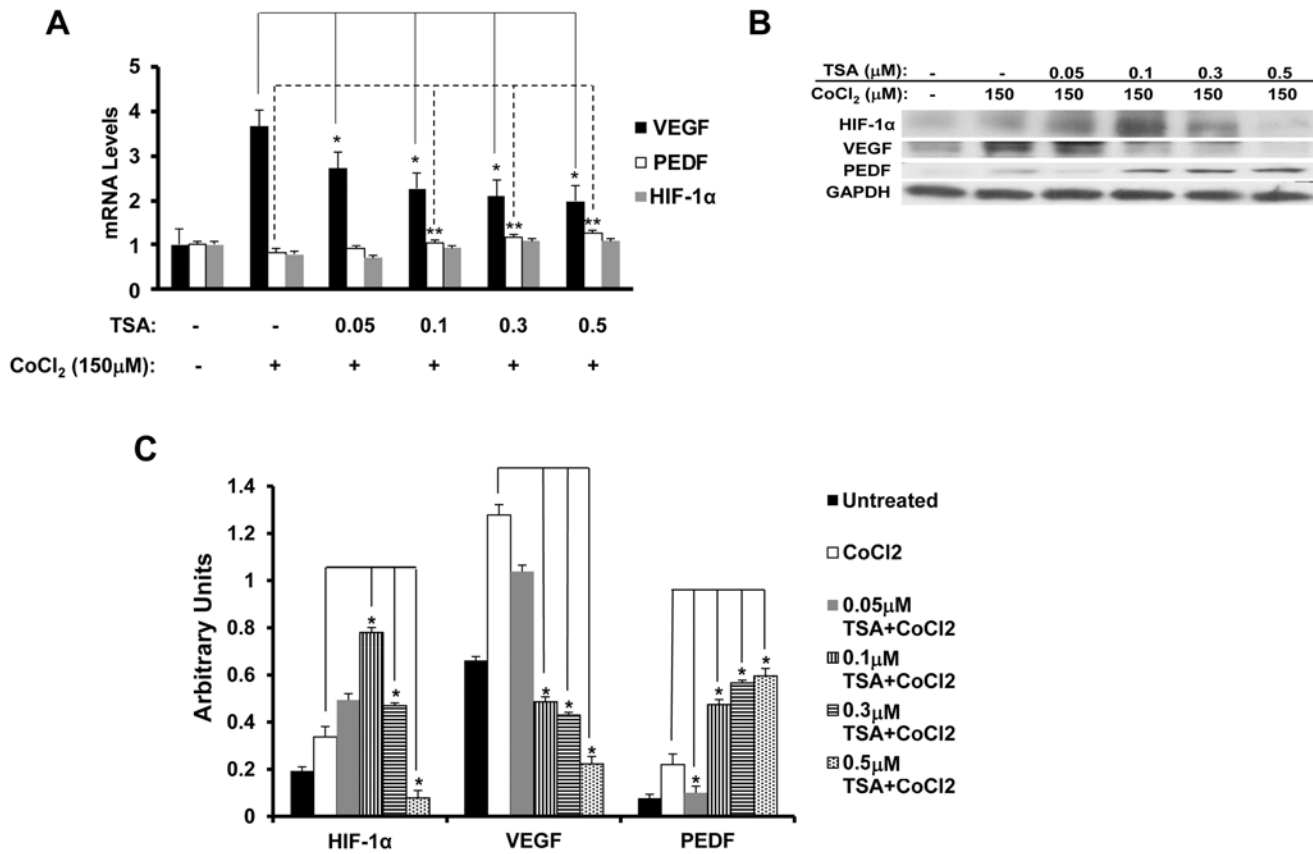 A
5
4
3
2
1
0
mRNA Levels
*
*
*
*
**
**
**
VEGF
PEDF
HIF-1α
TSA: - - 0.05 0.1 0.3 0.5
CoCl₂ (150μM): - + + + + +
B
TSA (μM): - - 0.05 0.1 0.3 0.5
CoCl₂ (μM): - 150 150 150 150 150
HIF-1α
VEGF
PEDF
GAPDH
C
1.4
1.2
1
0.8
0.6
0.4
0.2
0
Arbitrary Units
*
*
*
*
*
*
*
*
*
*
HIF-1α VEGF PEDF
Untreated
CoCl2
0.05μM
TSA+CoCl2
0.1μM
TSA+CoCl2
0.3μM
TSA+CoCl2
0.5μM
TSA+CoCl2